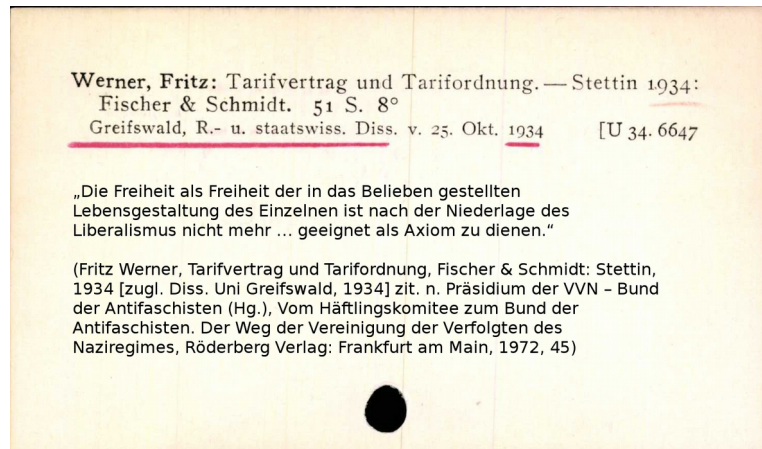 Werner, Fritz: Tarifvertrag und Tarifordnung. — Stettin 1934:
Fischer & Schmidt. 51 S. 8°
Greifswald, R.- u. staatswiss. Diss. v. 25. Okt. 1934 [U 34. 6647
„Die Freiheit als Freiheit der in das Belieben gestellten
Lebensgestaltung des Einzelnen ist nach der Niederlage des
Liberalismus nicht mehr … geeignet als Axiom zu dienen.“
(Fritz Werner, Tarifvertrag und Tarifordnung, Fischer & Schmidt: Stettin,
1934 [zugl. Diss. Uni Greifswald, 1934] zit. n. Präsidium der VVN – Bund
der Antifaschisten (Hg.), Vom Häftlingskomitee zum Bund der
Antifaschisten. Der Weg der Vereinigung der Verfolgten des
Naziregimes, Röderberg Verlag: Frankfurt am Main, 1972, 45)